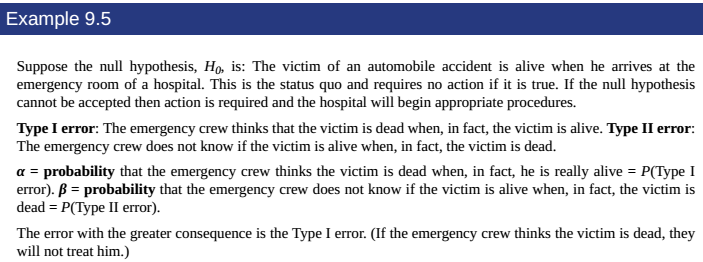 Example 9.5
Suppose the null hypothesis, H0, is: The victim of an automobile accident is alive when he arrives at the
emergency room of a hospital. This is the status quo and requires no action if it is true. If the null hypothesis
cannot be accepted then action is required and the hospital will begin appropriate procedures.
Type I error: The emergency crew thinks that the victim is dead when, in fact, the victim is alive. Type II error:
The emergency crew does not know if the victim is alive when, in fact, the victim is dead.
α = probability that the emergency crew thinks the victim is dead when, in fact, he is really alive = P(Type I
error). β = probability that the emergency crew does not know if the victim is alive when, in fact, the victim is
dead = P(Type II error).
The error with the greater consequence is the Type I error. (If the emergency crew thinks the victim is dead, they
will not treat him.)